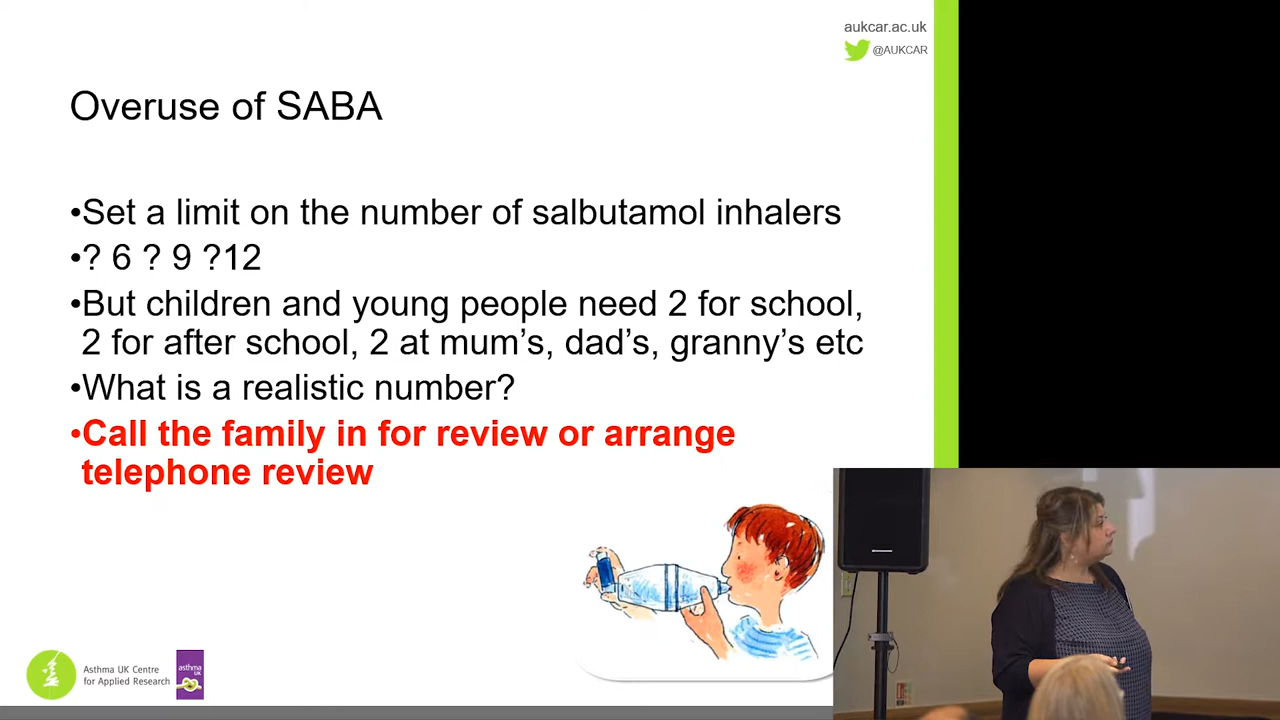 aukcar.ac.uk
@AUKCAR
Overuse of SABA
•Set a limit on the number of salbutamol inhalers
•? 6 ? 9 ?12
•But children and young people need 2 for school,
2 for after school, 2 at mum’s, dad’s, granny’s etc
•What is a realistic number?
•Call the family in for review or arrange
telephone review
Asthma UK Centre
for Applied Research
asthma
UK